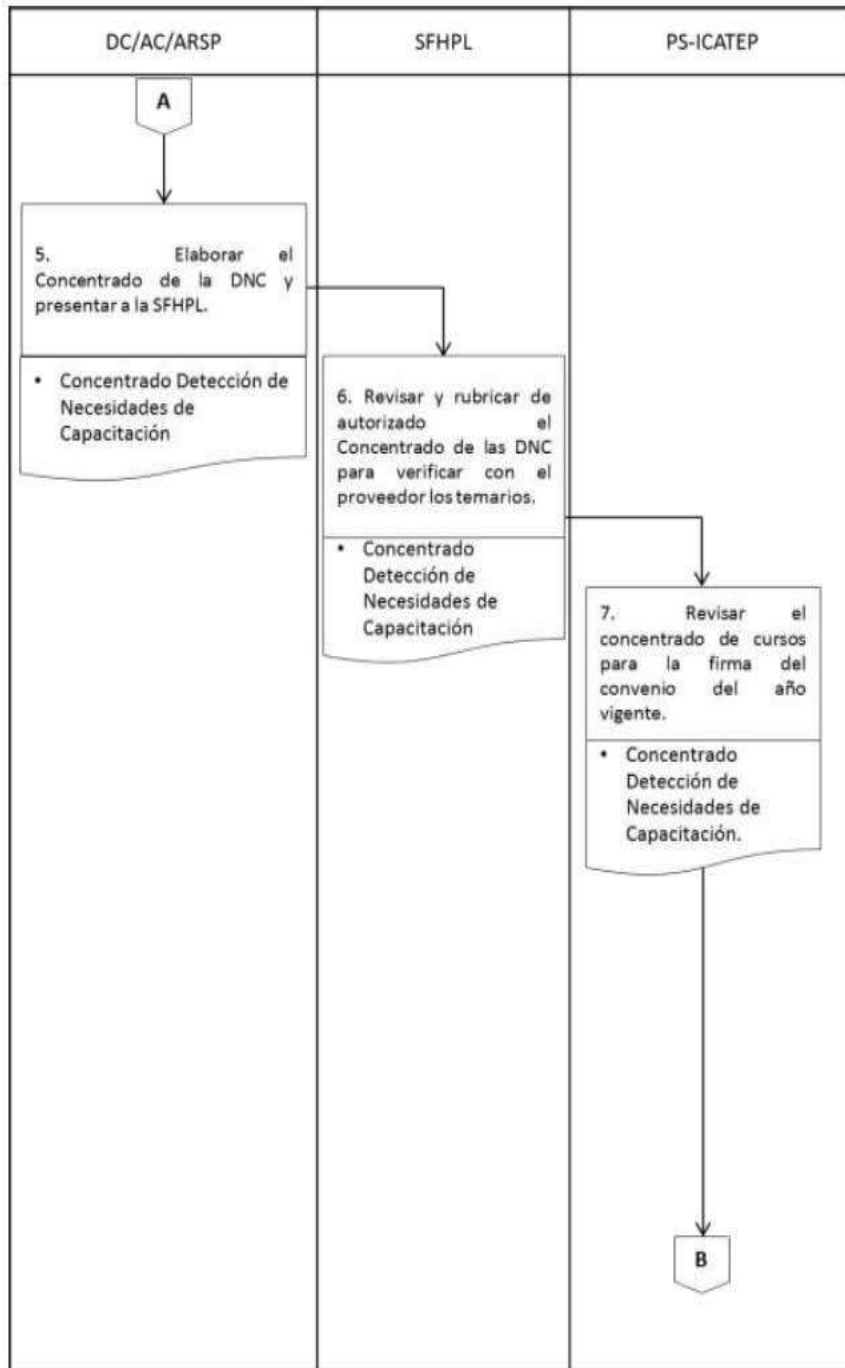 DC/AC/ARSP
SFHPL
PS-ICATEP
A
5. Elaborar el
Concentrado de la DNC y
presentar a la SFHPL.
• Concentrado Detección de
Necesidades de
Capacitación
6. Revisar y rubricar de
autorizado el
Concentrado de las DNC
para verificar con el
proveedor los temarios.
• Concentrado
Detección de
Necesidades de
Capacitación
7. Revisar el
concentrado de cursos
para la firma del
convenio del año
vigente.
• Concentrado
Detección de
Necesidades de
Capacitación.
B